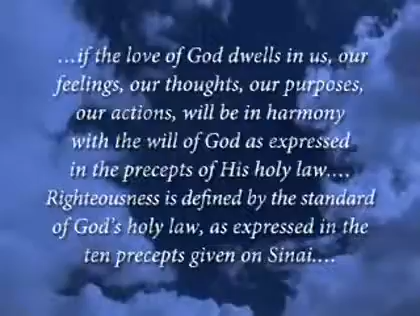 ...if the love of God dwells in us, our
feelings, our thoughts, our purposes,
our actions, will be in harmony
with the will of God as expressed
in the precepts of His holy law....
Righteousness is defined by the standard
of God's holy law, as expressed in the
ten precepts given on Sinai....